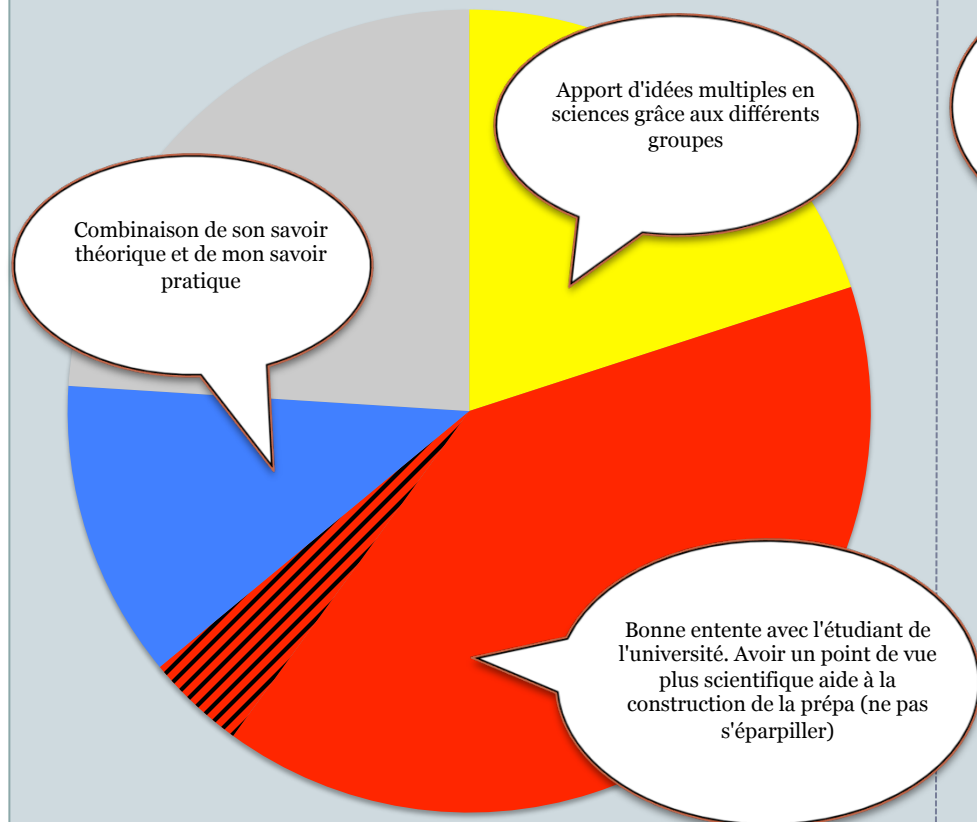 Apport d'idées multiples en
sciences grâce aux différents
groupes
Combinaison de son savoir
théorique et de mon savoir
pratique
Bonne entente avec l'étudiant de
l'université. Avoir un point de vue
plus scientifique aide à la
construction de la prépa (ne pas
s'éparpiller)